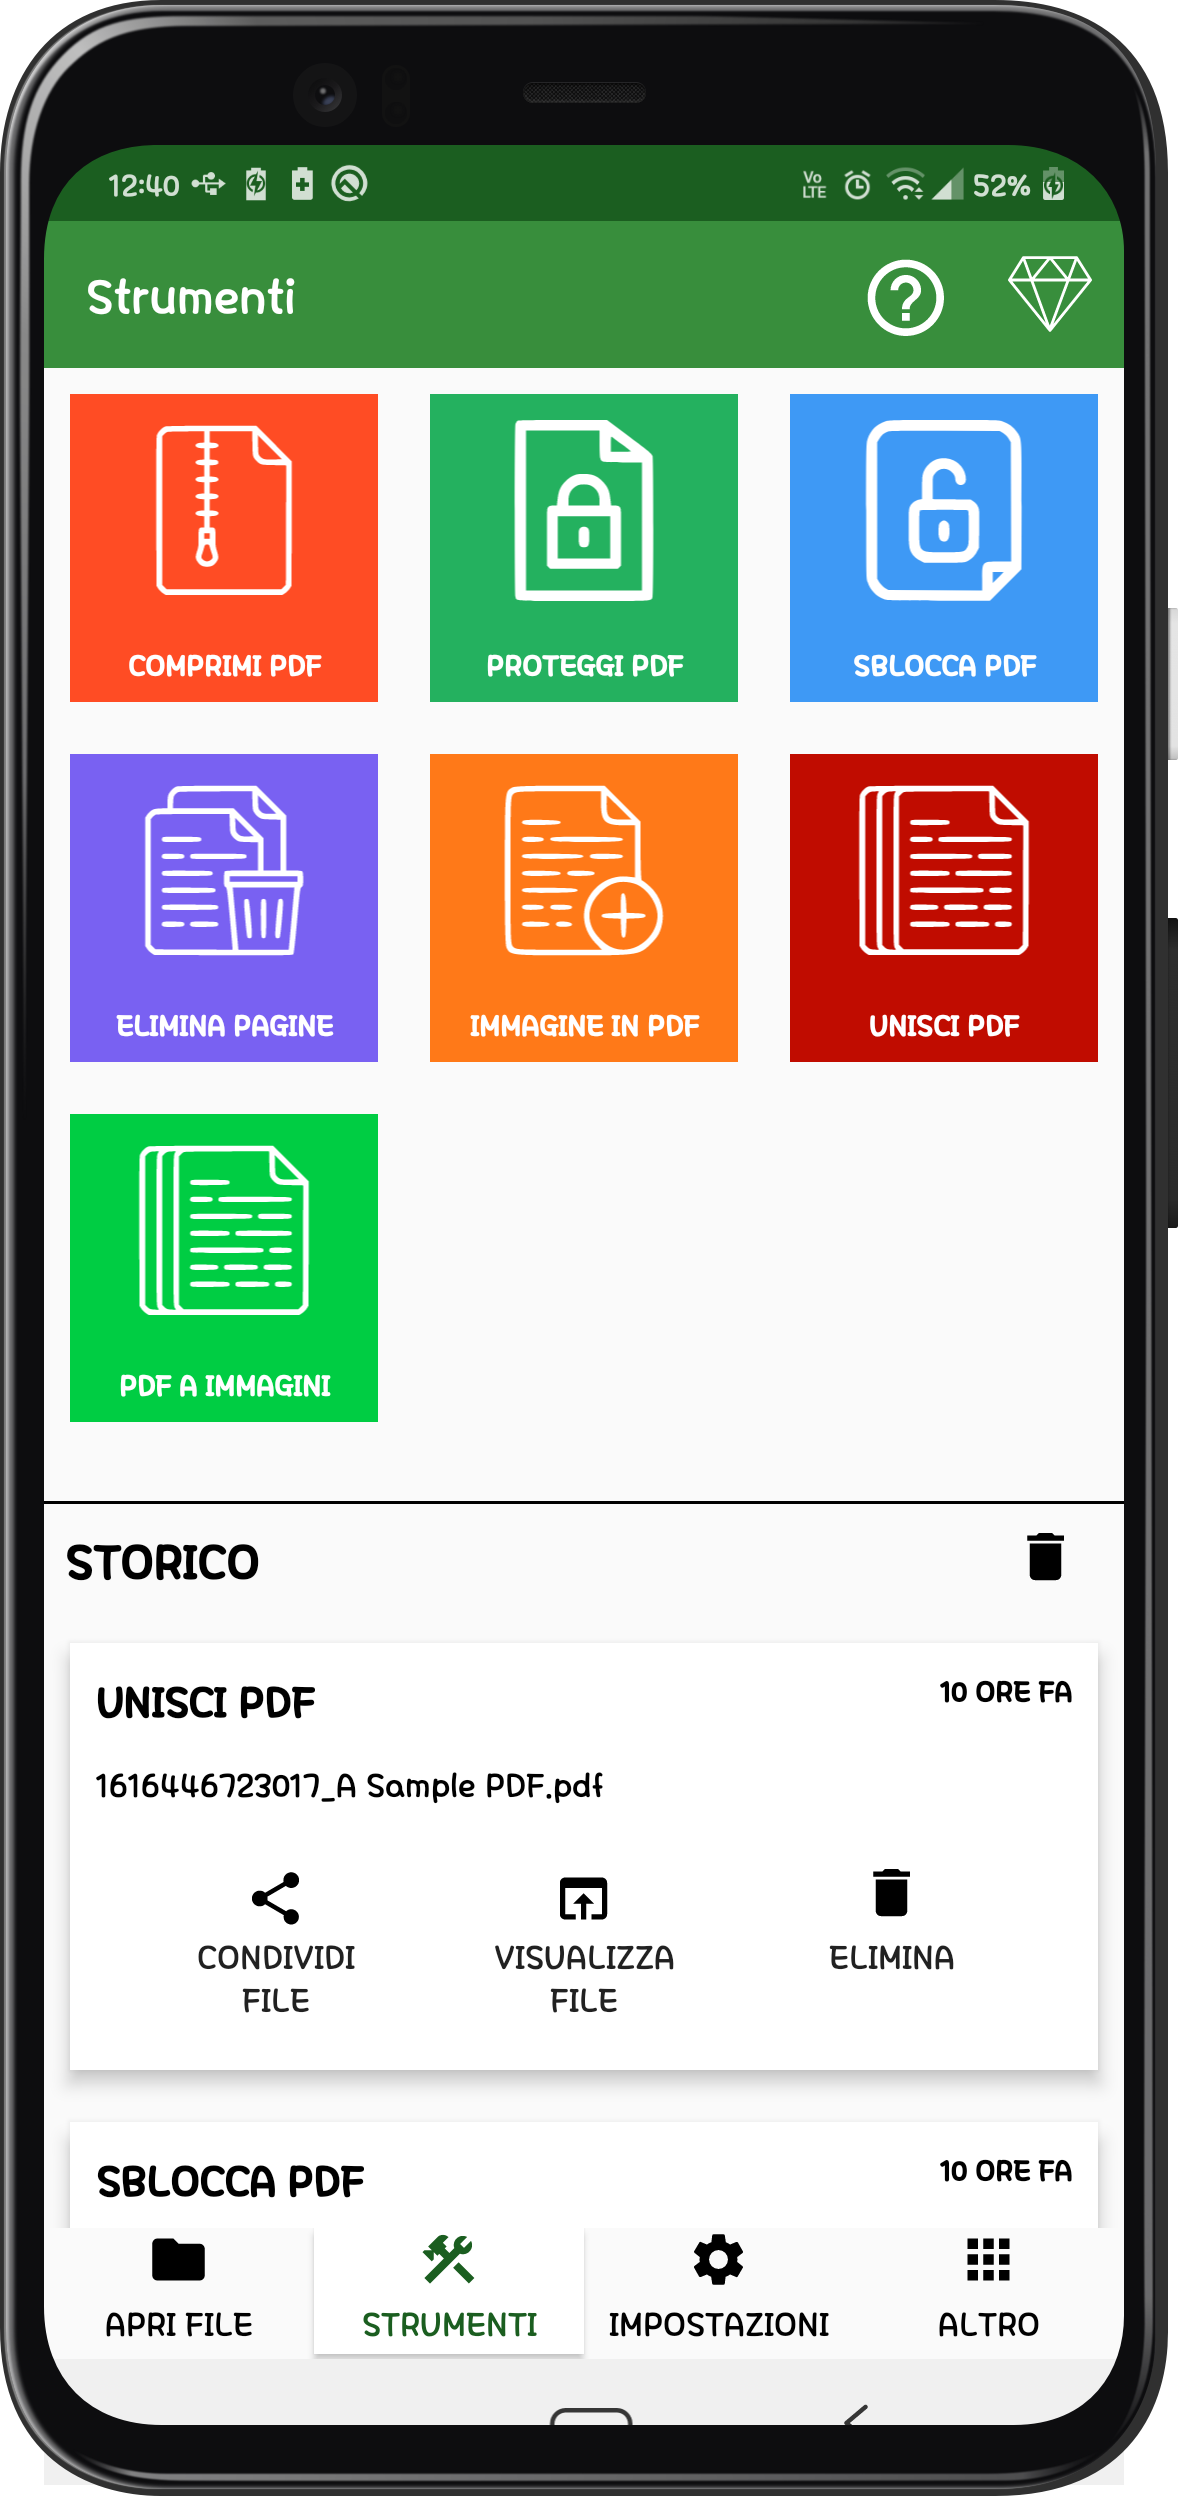 12:40
Vo
LTE
52%
Strumenti
COMPRIMI PDF
PROTEGGI PDF
SBLOCCA PDF
ELIMINA PAGINE
IMMAGINE IN PDF
UNISCI PDF
PDF A IMMAGINI
STORICO
UNISCI PDF
10 ORE FA
1616446723017_A Sample PDF.pdf
CONDIVIDI
FILE
VISUALIZZA
FILE
ELIMINA
SBLOCCA PDF
10 ORE FA
APRI FILE
STRUMENTI
IMPOSTAZIONI
ALTRO